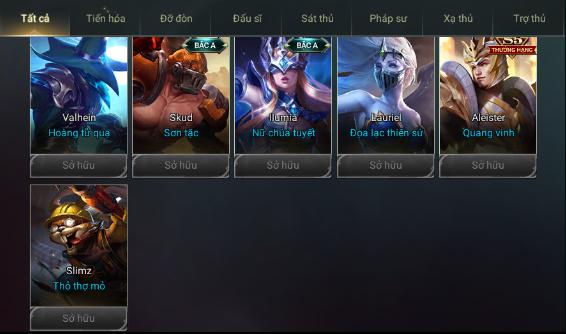 Tất cả Tiến hóa Đỡ đòn Đấu sĩ Sát thủ Pháp sư Xạ thủ Trợ thủ
BẬC A BẬC A S5 THƯỜNG HẠNG
Valhein Skud Ilumia Lauriel Aleister
Hoàng tử quạ Sơn tặc Nữ chúa tuyết Đọa lạc thiên sứ Quang vinh
Sở hữu Sở hữu Sở hữu Sở hữu Sở hữu
Slimz
Thỏ thợ mỏ
Sở hữu